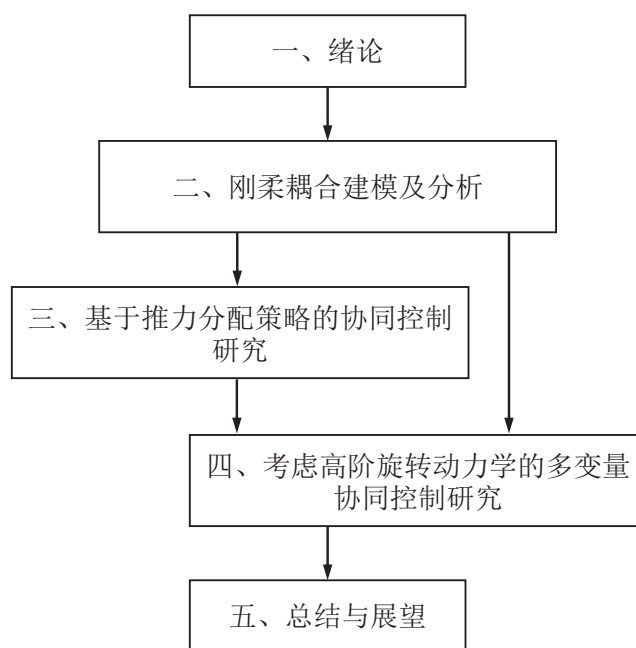 一、绪论
二、刚柔耦合建模及分析
三、基于推力分配策略的协同控制
研究
四、考虑高阶旋转动力学的多变量
协同控制研究
五、总结与展望